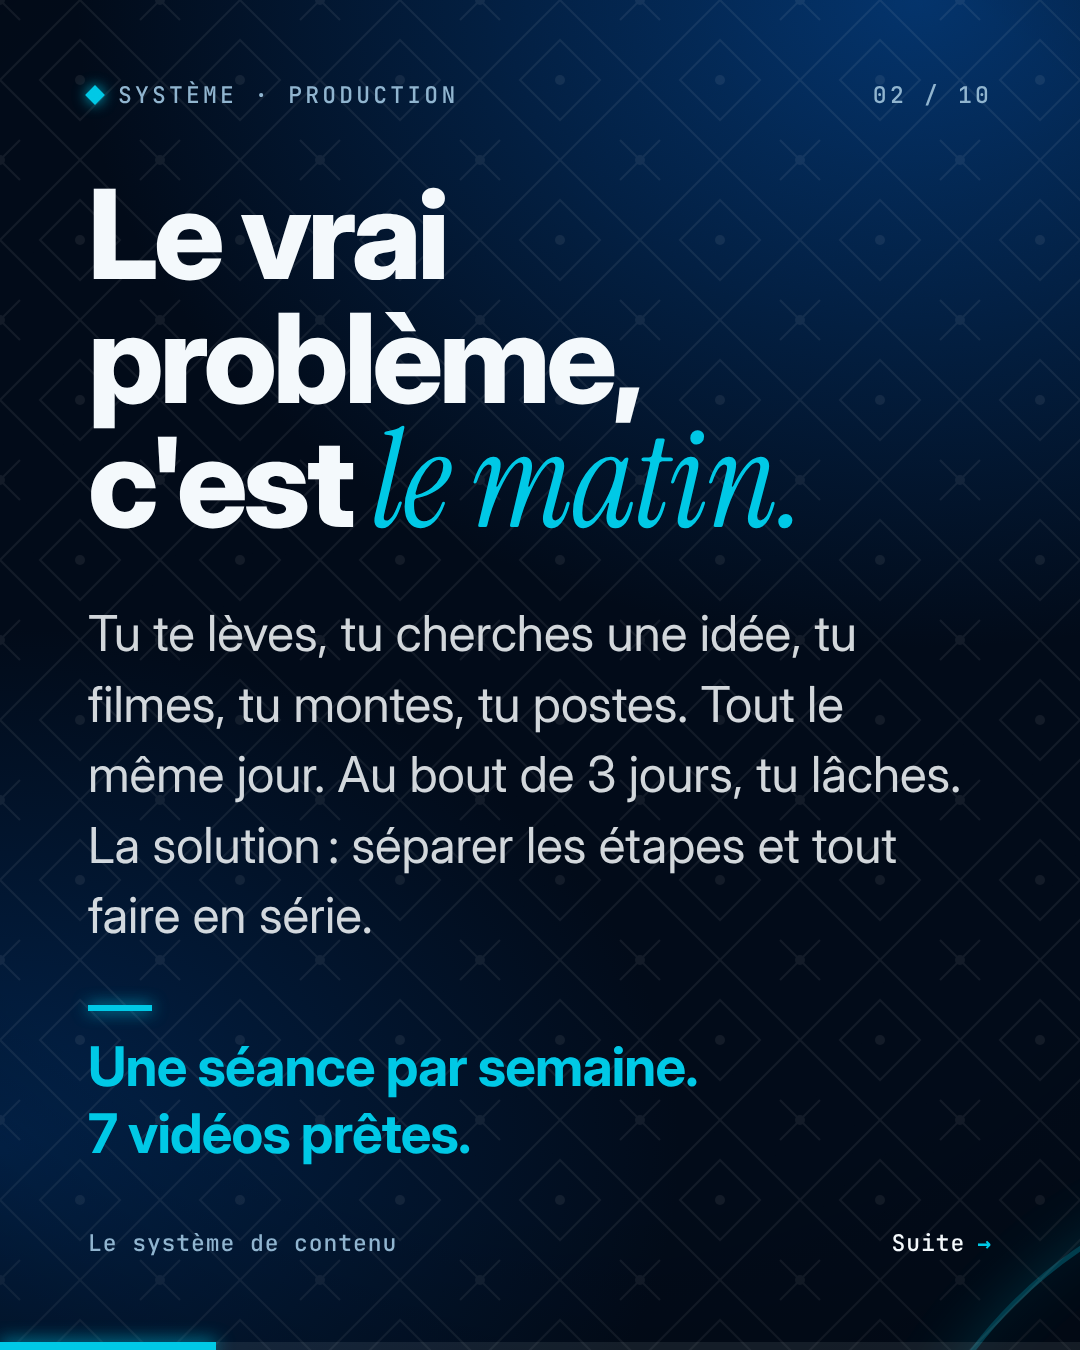 SYSTÈME · PRODUCTION
02 / 10
Le vrai
problème,
c'est le matin.
Tu te lèves, tu cherches une idée, tu
filmes, tu montes, tu postes. Tout le
même jour. Au bout de 3 jours, tu lâches.
La solution : séparer les étapes et tout
faire en série.
Une séance par semaine.
7 vidéos prêtes.
Le système de contenu
Suite →